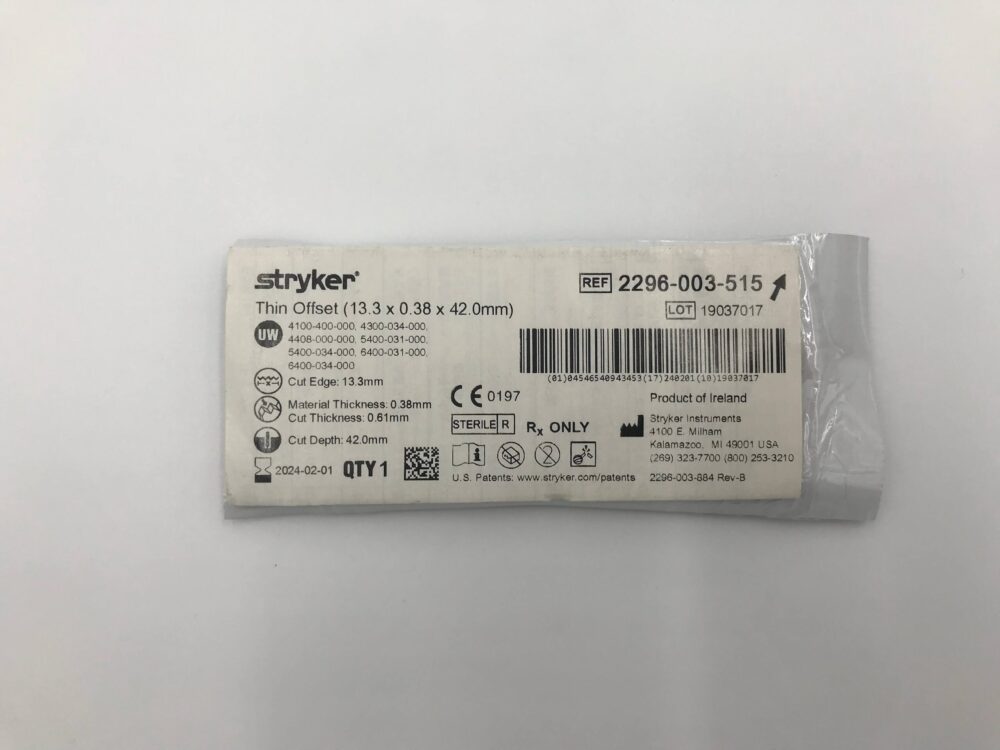 stryker®
REF 2296-003-515
Thin Offset (13.3 x 0.38 x 42.0mm)
LOT 19037017
UW
4100-400-000, 4300-034-000,
4408-000-000, 5400-031-000,
5400-034-000, 6400-031-000,
6400-034-000
(01)04546540943453(17)240201(10)19037017
Cut Edge: 13.3mm
Material Thickness: 0.38mm
Cut Thickness: 0.61mm
Cut Depth: 42.0mm
2024-02-01
QTY 1
CE 0197
STERILE R
Rx ONLY
i
2
U.S. Patents: www.stryker.com/patents
Product of Ireland
Stryker Instruments
4100 E. Milham
Kalamazoo, MI 49001 USA
(269) 323-7700 (800) 253-3210
2296-003-884 Rev-B